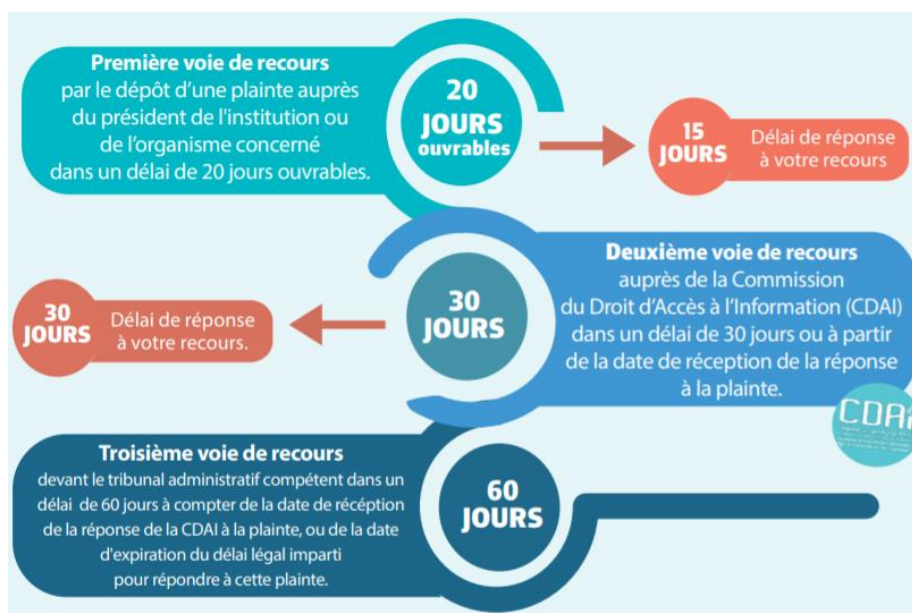 Première voie de recours
par le dépôt d'une plainte auprès
du président de l'institution ou
de l'organisme concerné
dans un délai de 20 jours ouvrables.
20
JOURS
ouvrables
15
JOURS
Délai de réponse
à votre recours
Deuxième voie de recours
auprès de la Commission
du Droit d'Accès à l'Information (CDAI)
dans un délai de 30 jours ou à partir
de la date de réception de la réponse
à la plainte.
30
JOURS
30
JOURS
Délai de réponse
à votre recours.
CDAI
Troisième voie de recours
devant le tribunal administratif compétent dans un
délai de 60 jours à compter de la date de récéption
de la réponse de la CDAI à la plainte, ou de la date
d'expiration du délai légal imparti
pour répondre à cette plainte.
60
JOURS